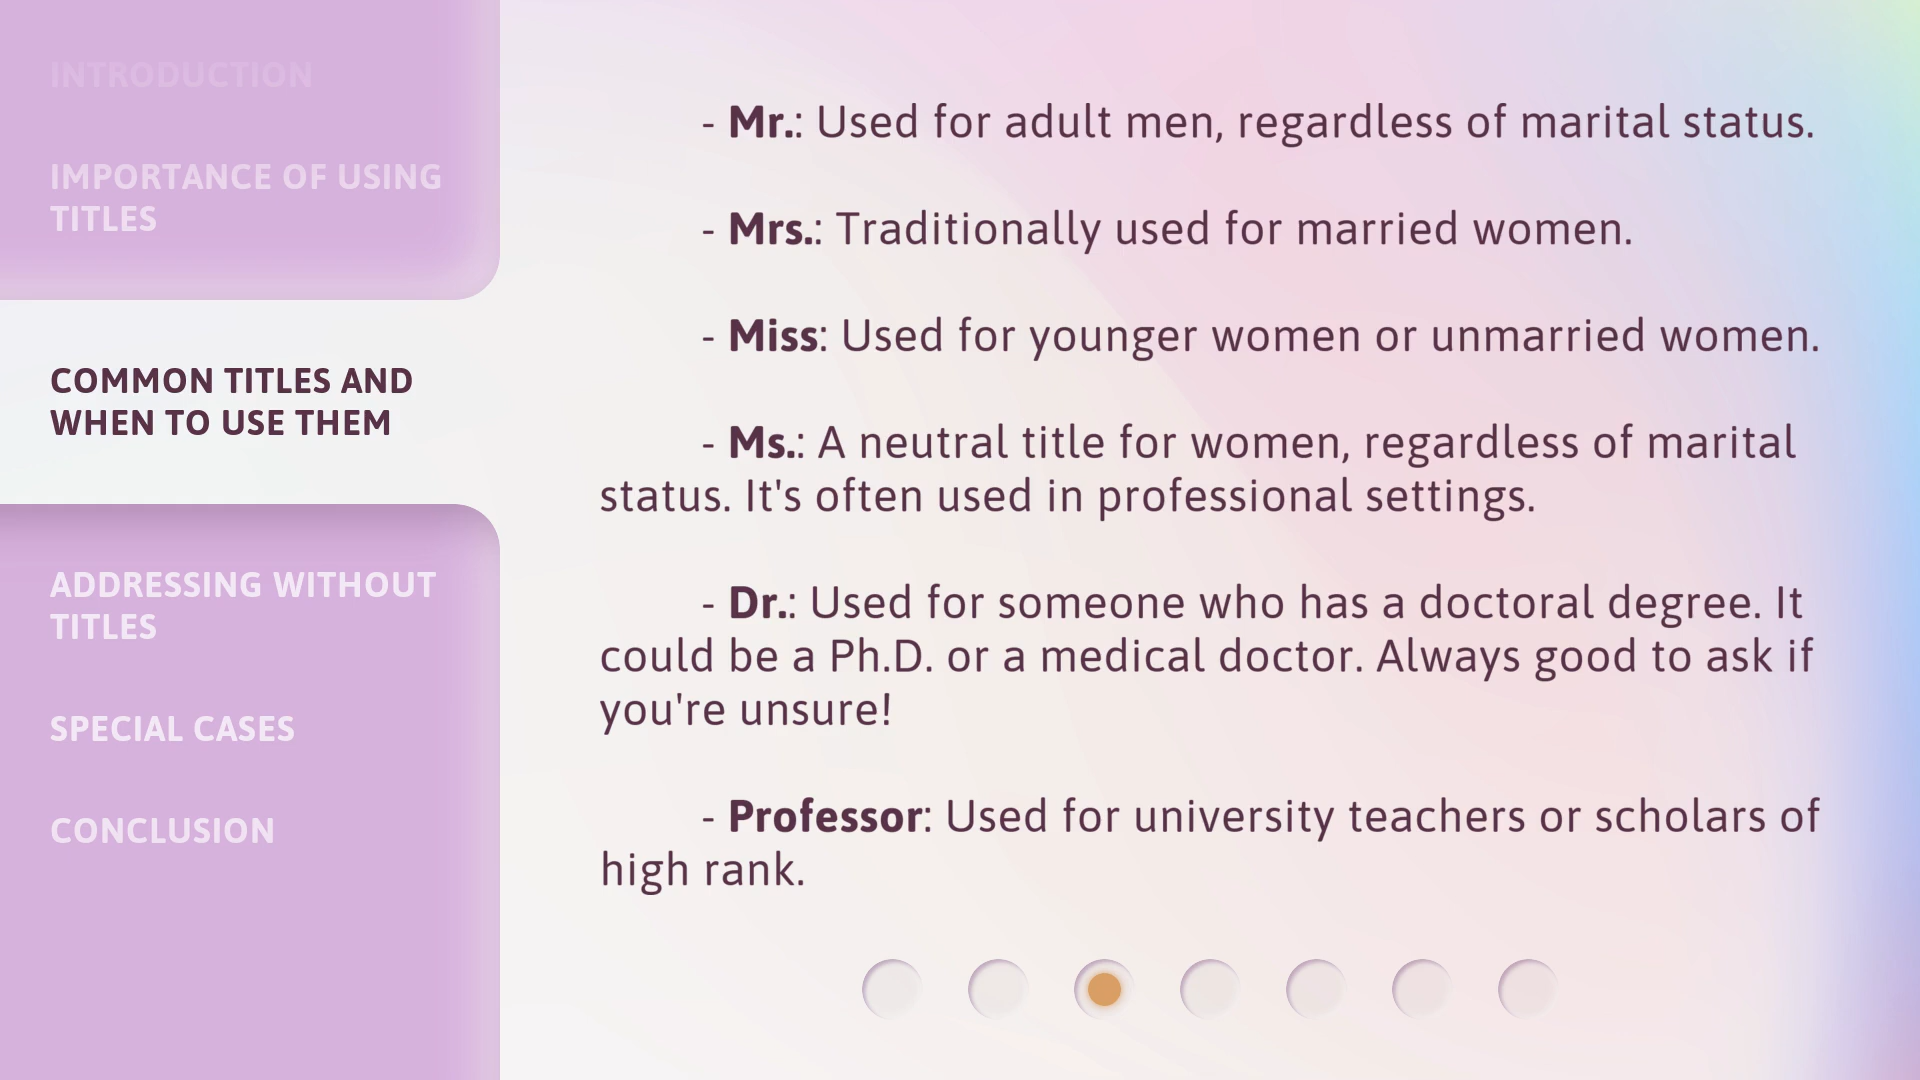 INTRODUCTION
IMPORTANCE OF USING
TITLES
COMMON TITLES AND
WHEN TO USE THEM
ADDRESSING WITHOUT
TITLES
SPECIAL CASES
CONCLUSION
- Mr.: Used for adult men, regardless of marital status.
- Mrs.: Traditionally used for married women.
- Miss: Used for younger women or unmarried women.
- Ms.: A neutral title for women, regardless of marital
status. It's often used in professional settings.
- Dr.: Used for someone who has a doctoral degree. It
could be a Ph.D. or a medical doctor. Always good to ask if
you're unsure!
- Professor: Used for university teachers or scholars of
high rank.